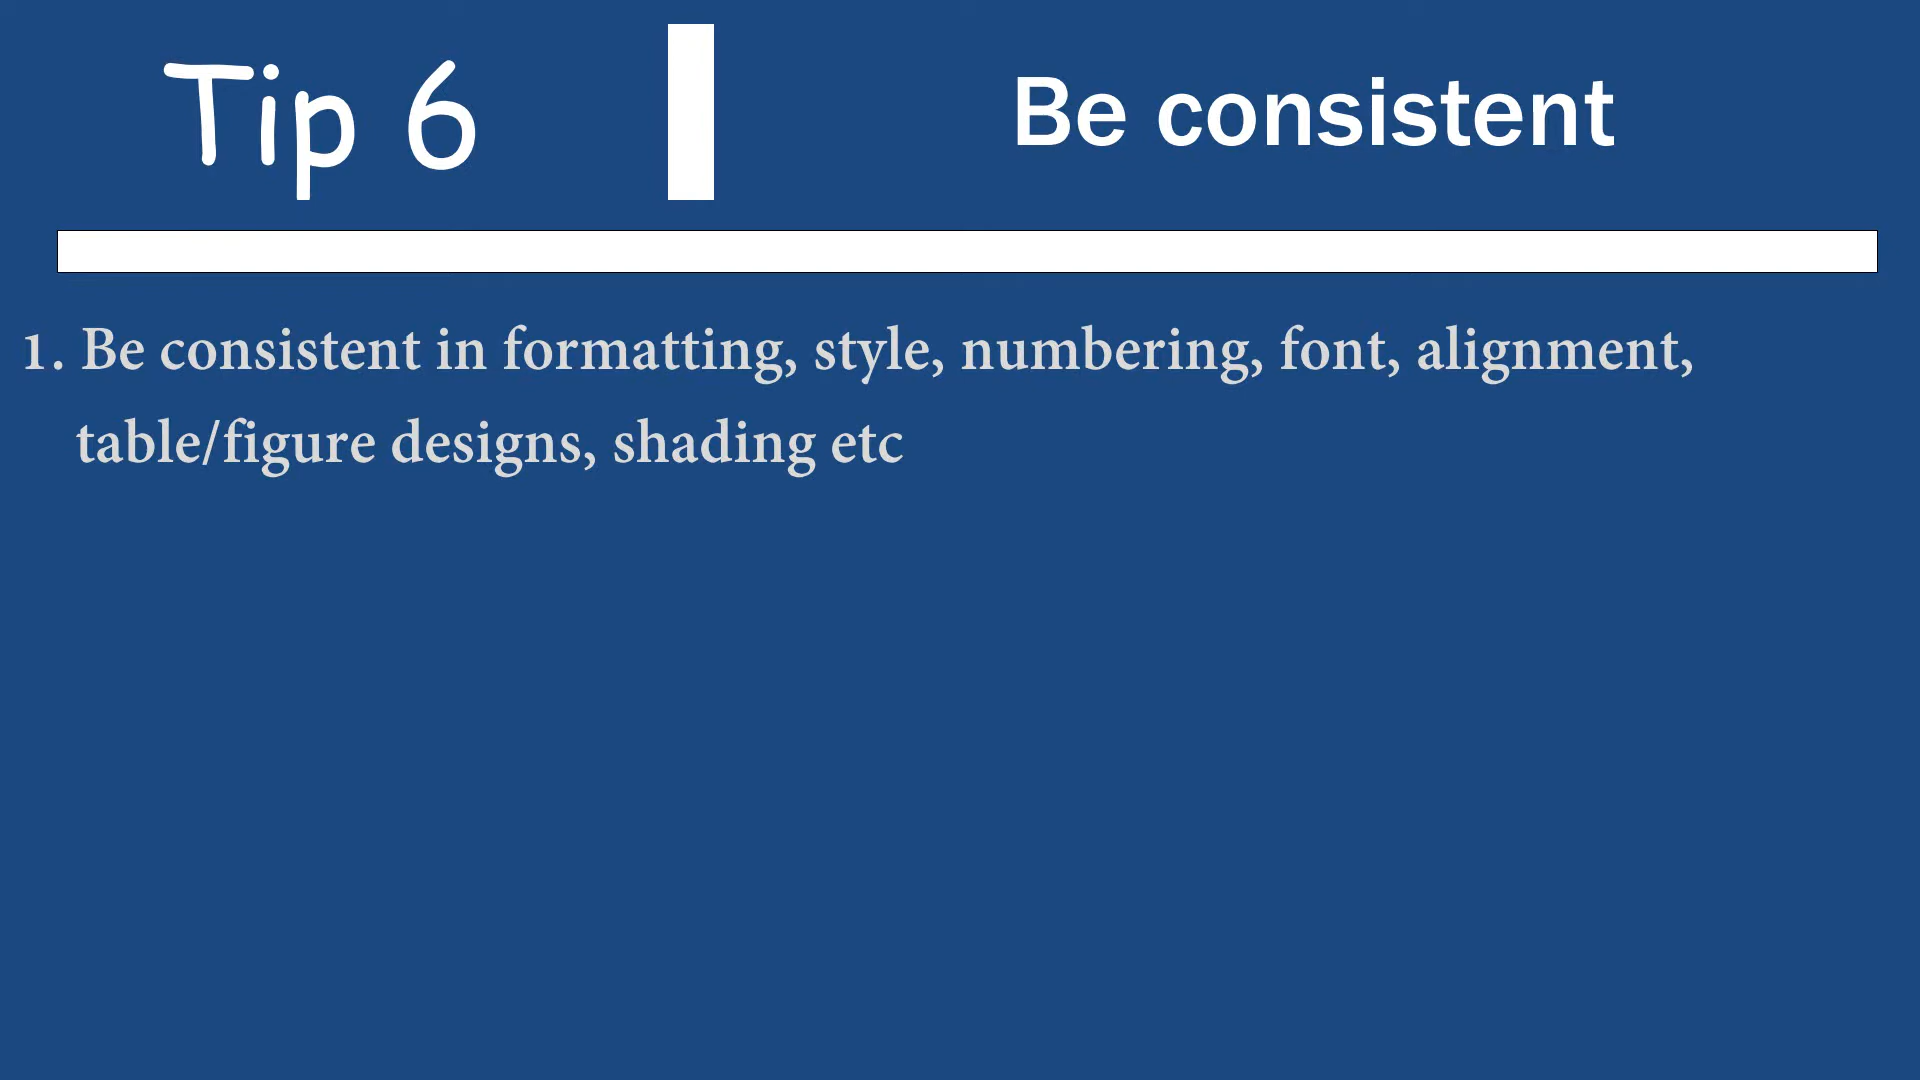 Tip 6
Be consistent
1. Be consistent in formatting, style, numbering, font, alignment,
table/figure designs, shading etc